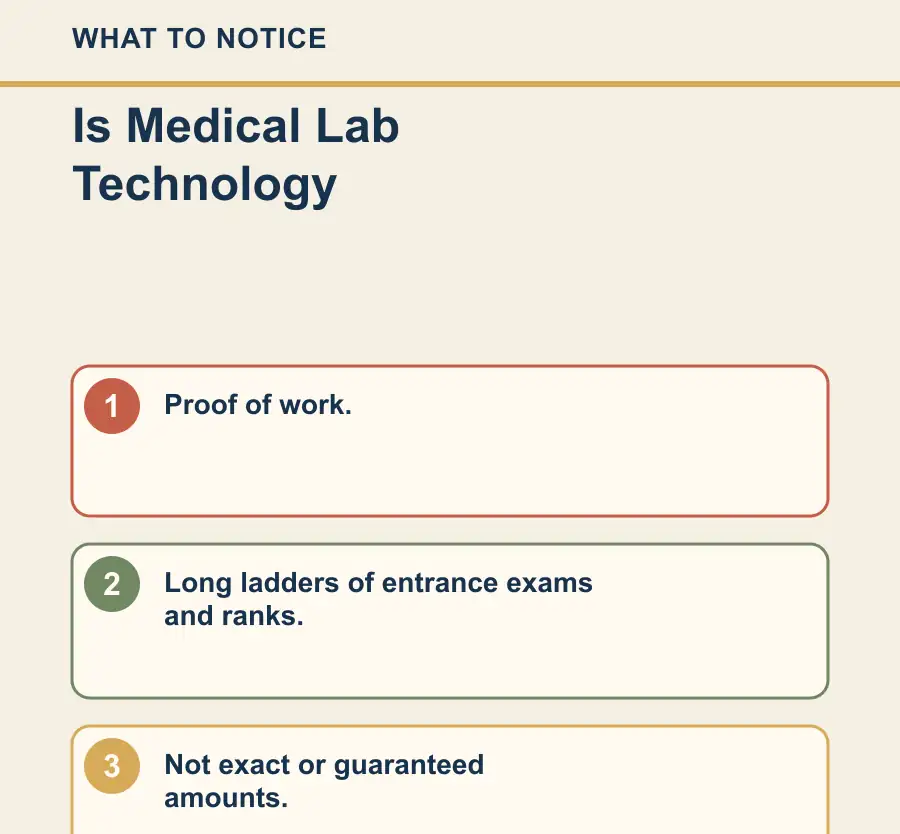 WHAT TO NOTICE
Is Medical Lab
Technology
1
Proof of work.
2
Long ladders of entrance exams
and ranks.
3
Not exact or guaranteed
amounts.